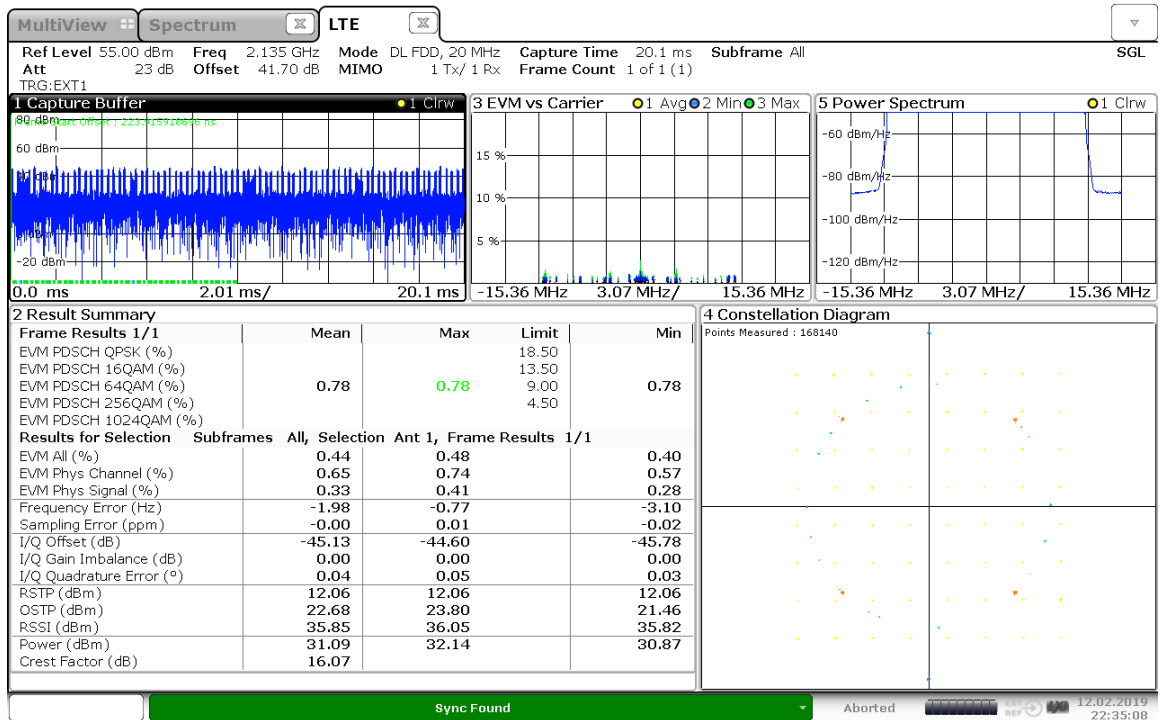 MultiView Spectrum LTE
Ref Level 55.00 dBm Freq 2.135 GHz Mode DL FDD, 20 MHz Capture Time 20.1 ms Subframe All SGL
Att 23 dB Offset 41.70 dB MIMO 1 Tx/ 1 Rx Frame Count 1 of 1 (1)
TRG:EXT1
1 Capture Buffer 1 Clrw
80 dBm
Frame Start Offset : 223.915918696 ns
60 dBm
-20 dBm
0.0 ms 2.01 ms/ 20.1 ms
3 EVM vs Carrier 1 Avg 2 Min 3 Max
15 %
10 %
5 %
-15.36 MHz 3.07 MHz/ 15.36 MHz
5 Power Spectrum 1 Clrw
-60 dBm/Hz
-80 dBm/Hz
-100 dBm/Hz
-120 dBm/Hz
-15.36 MHz 3.07 MHz/ 15.36 MHz
2 Result Summary
Frame Results 1/1 Mean Max Limit Min
EVM PDSCH QPSK (%) 18.50
EVM PDSCH 16QAM (%) 13.50
EVM PDSCH 64QAM (%) 0.78 0.78 9.00 0.78
EVM PDSCH 256QAM (%) 4.50
EVM PDSCH 1024QAM (%)
Results for Selection Subframes All, Selection Ant 1, Frame Results 1/1
EVM All (%) 0.44 0.48 0.40
EVM Phys Channel (%) 0.65 0.74 0.57
EVM Phys Signal (%) 0.33 0.41 0.28
Frequency Error (Hz) -1.98 -0.77 -3.10
Sampling Error (ppm) -0.00 0.01 -0.02
I/Q Offset (dB) -45.13 -44.60 -45.78
I/Q Gain Imbalance (dB) 0.00 0.00 0.00
I/Q Quadrature Error (°) 0.04 0.05 0.03
RSTP (dBm) 12.06 12.06 12.06
OSTP (dBm) 22.68 23.80 21.46
RSSI (dBm) 35.85 36.05 35.82
Power (dBm) 31.09 32.14 30.87
Crest Factor (dB) 16.07
4 Constellation Diagram
Points Measured : 168140
Sync Found
Aborted
EXT
REF
12.02.2019
22:35:08